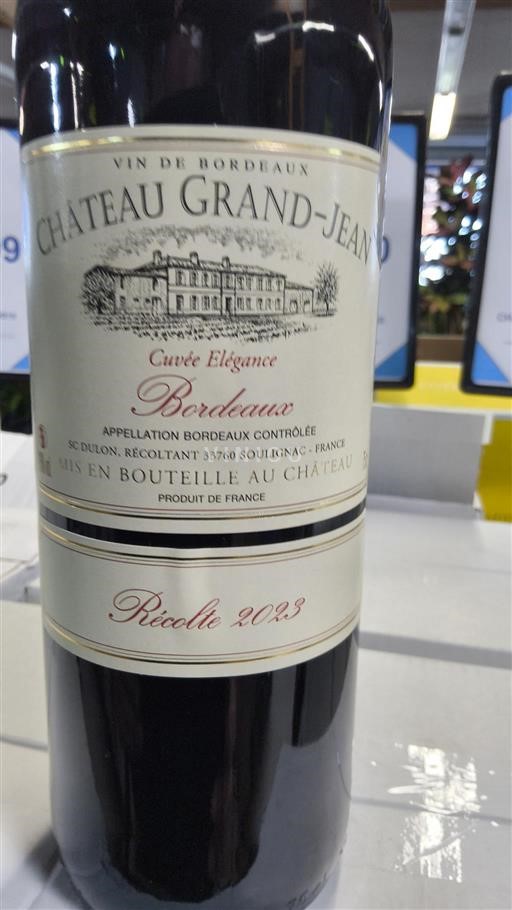 VIN DE BORDEAUX
CHÂTEAU GRAND-JEAN
Cuvée Elégance
Bordeaux
APPELLATION BORDEAUX CONTRÔLÉE
SC DULON, RÉCOLTANT 33760 SOULIGNAC - FRANCE
MIS EN BOUTEILLE AU CHÂTEAU
PRODUIT DE FRANCE
Récolte 2023